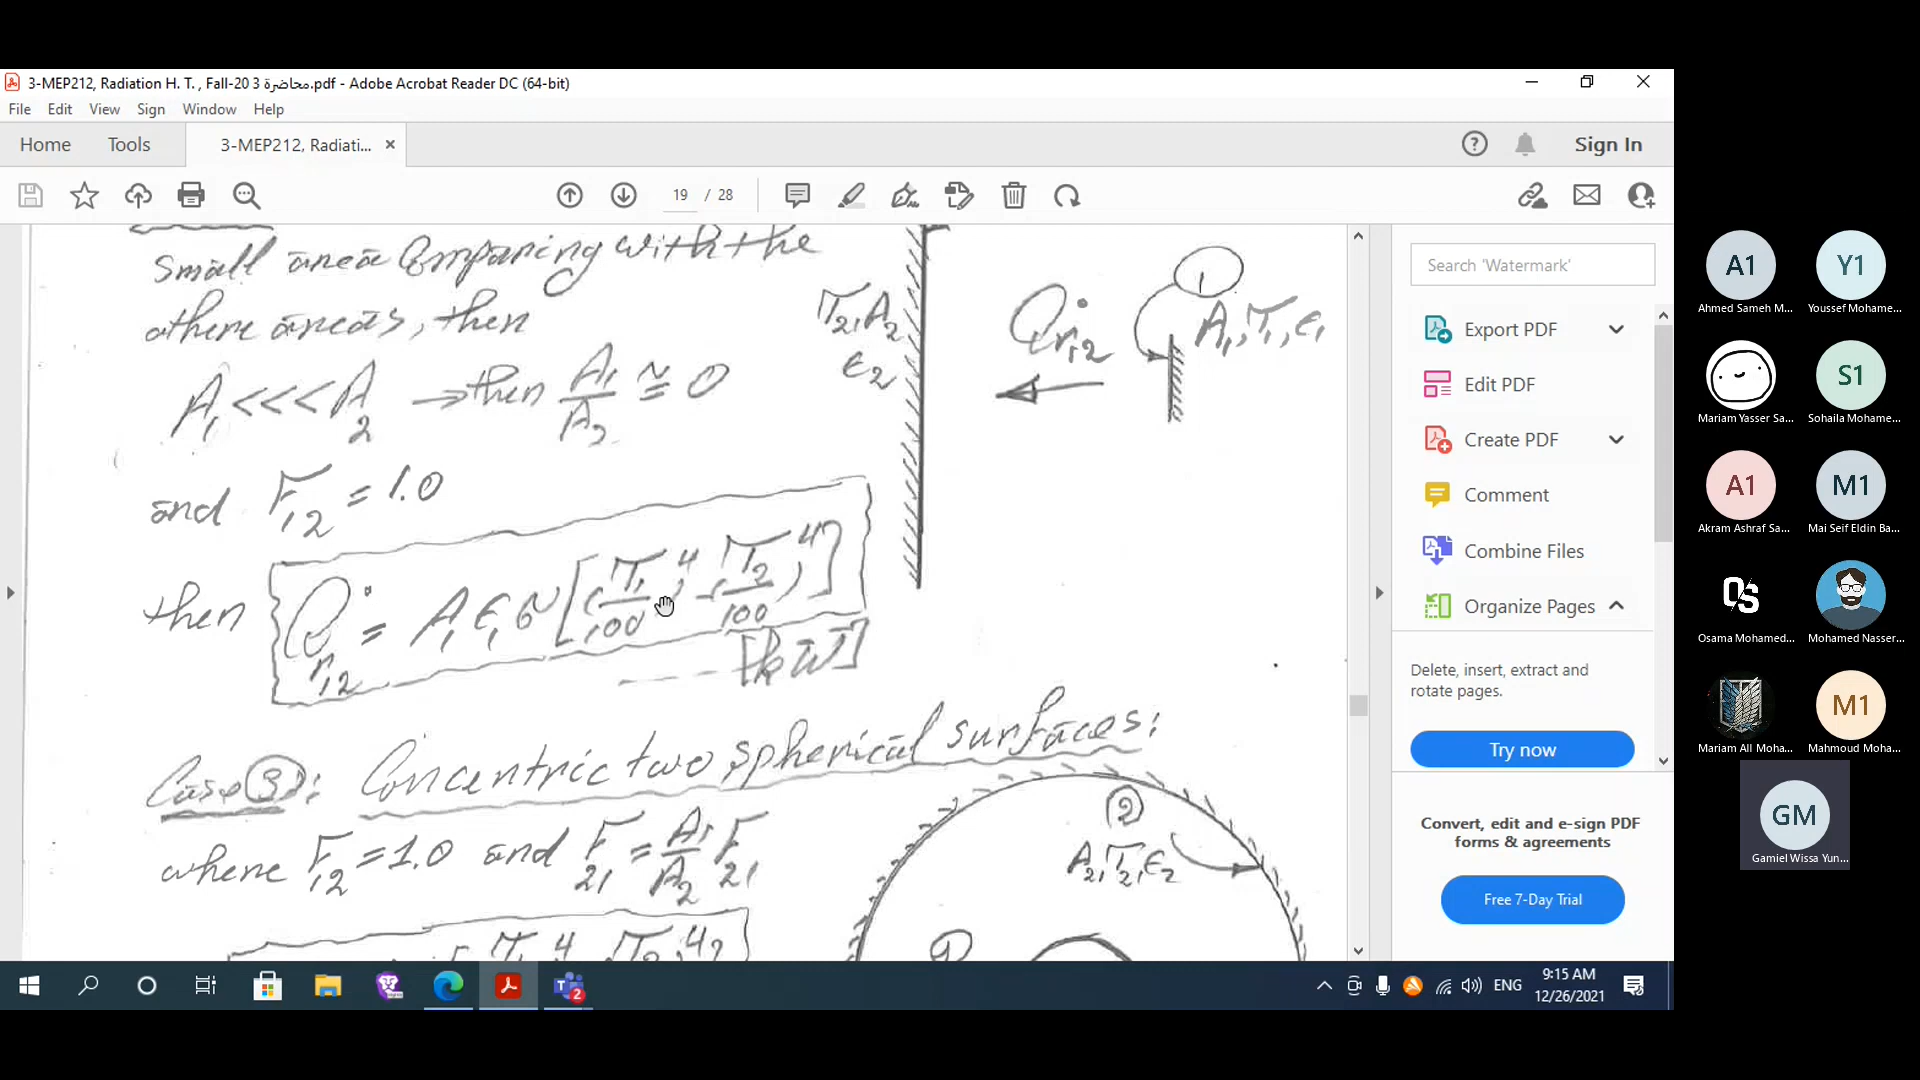 3-MEP212, Radiation H. T. , Fall-20 3 محاضرة.pdf - Adobe Acrobat Reader DC (64-bit)
File Edit View Sign Window Help
Home Tools 3-MEP212, Radiati... × Sign In
19 / 28
Small area Comparing with the
othere areas, then
A₁ <<< A₂ → then A₁/A₂ ≅ 0
and F₁₂ = 1.0
then Q̇r₁₂ = A₁ ϵ₁ σ [(T₁/100)⁴ - (T₂/100)⁴]
[kW]
T₂, A₂
ϵ₂
Q̇r₁₂
1
A₁, T₁, ϵ₁
Case 3: Concentric two spherical surfaces:
where F₁₂ = 1.0 and F₂₁ = A₁/A₂ F₂₁
2
A₂, T₂, ϵ₂
Search 'Watermark'
Export PDF
Edit PDF
Create PDF
Comment
Combine Files
Organize Pages
Delete, insert, extract and
rotate pages.
Try now
Convert, edit and e-sign PDF
forms & agreements
Free 7-Day Trial
A1 Y1
Ahmed Sameh M... Youssef Mohame...
S1
Mariam Yasser Sa... Sohaila Mohame...
A1 M1
Akram Ashraf Sa... Mai Seif Eldin Ba...
OS
Osama Mohamed... Mohamed Nasser...
M1
Mariam All Moha... Mahmoud Moha...
GM
Gamiel Wissa Yun...
2
ENG
9:15 AM
12/26/2021